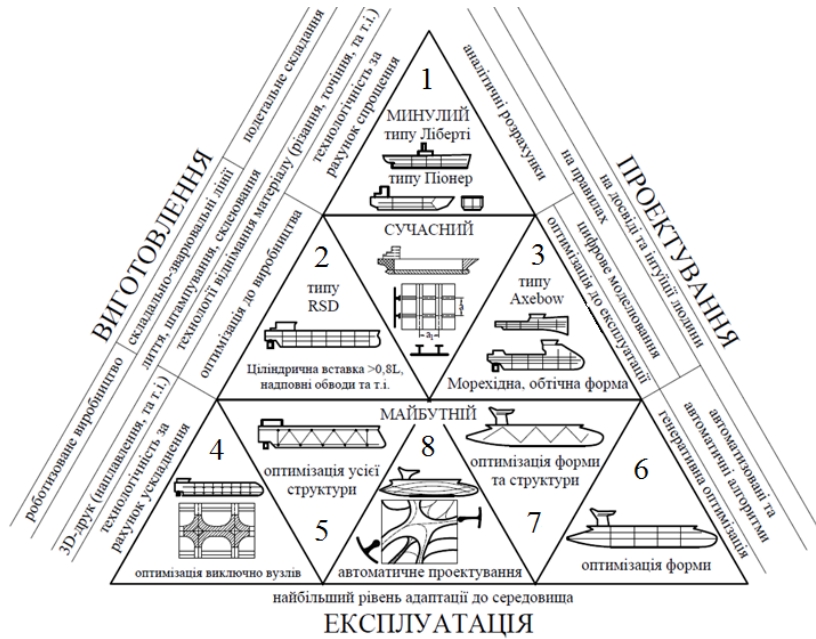 ВИГОТОВЛЕННЯ
подетальне складання
складально-зварювальні лінії
роботизоване виробництво
технології віднімання матеріалу (різання, точіння, та т.і.)
лиття, штампування, склеювання
3D-друк (наплавлення, та т.і.)
технологічність за
рахунок спрощення
оптимізація до виробництва
технологічність за
рахунок ускладнення
ПРОЕКТУВАННЯ
на досвіді та інтуїції людини
на правилах
аналітичні розрахунки
цифрове моделювання
оптимізація до експлуатації
автоматизовані та
автоматичні алгоритми
генеративна оптимізація
1
МИНУЛИЙ
типу Ліберті
типу Піонер
СУЧАСНИЙ
a₁
2
типу
RSD
Циліндрична вставка >0,8L,
надповні обводи та т.і.
3
типу
Axebow
Морехідна, обтічна форма
МАЙБУТНІЙ
4
оптимізація виключно вузлів
оптимізація усієї
структури
5
8
автоматичне проектування
оптимізація форми
та структури
7
6
оптимізація форми
найбільший рівень адаптації до середовища
ЕКСПЛУАТАЦІЯ